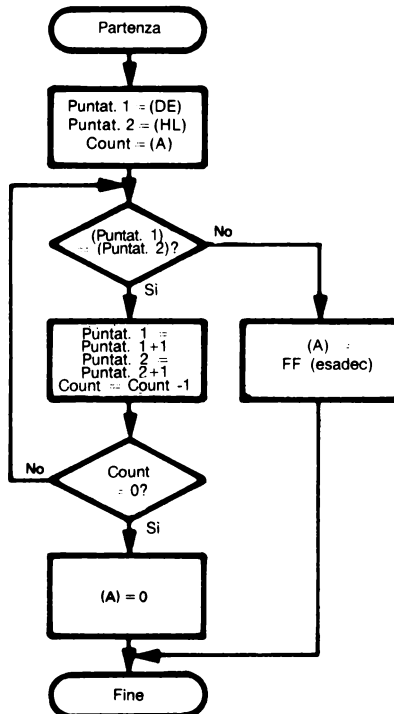 Partenza
Puntat. 1 = (DE)
Puntat. 2 = (HL)
Count = (A)
(Puntat. 1)
= (Puntat. 2)?
No
Si
Puntat. 1 =
Puntat. 1+1
Puntat. 2 =
Puntat. 2+1
Count = Count -1
(A) =
FF (esadec)
No
Count
= 0?
Si
(A) = 0
Fine